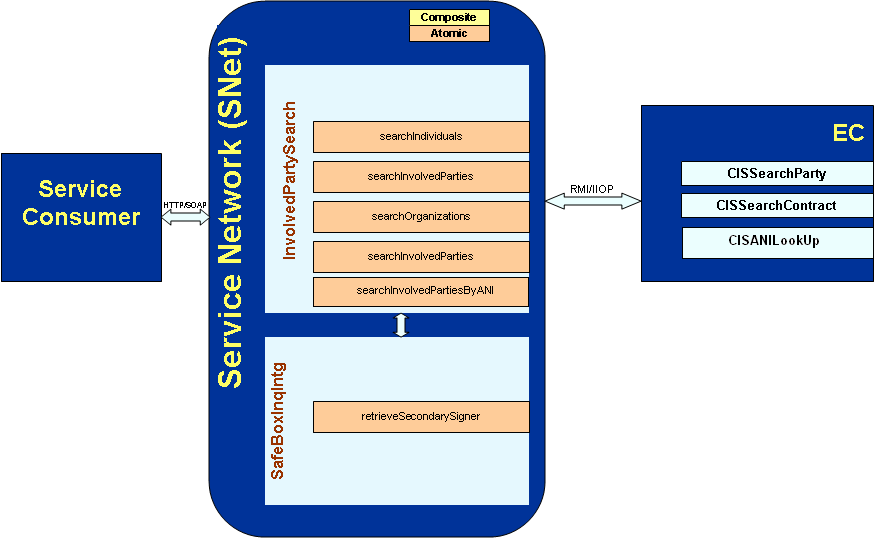 Composite
Atomic
Service Network (SNet)
InvolvedPartySearch
searchIndividuals
searchInvolvedParties
searchOrganizations
searchInvolvedParties
searchInvolvedPartiesByANI
SafeBoxInqIntg
retrieveSecondarySigner
Service
Consumer
HTTP/SOAP
RMI/IIOP
EC
CISSearchParty
CISSearchContract
CISANILookUp